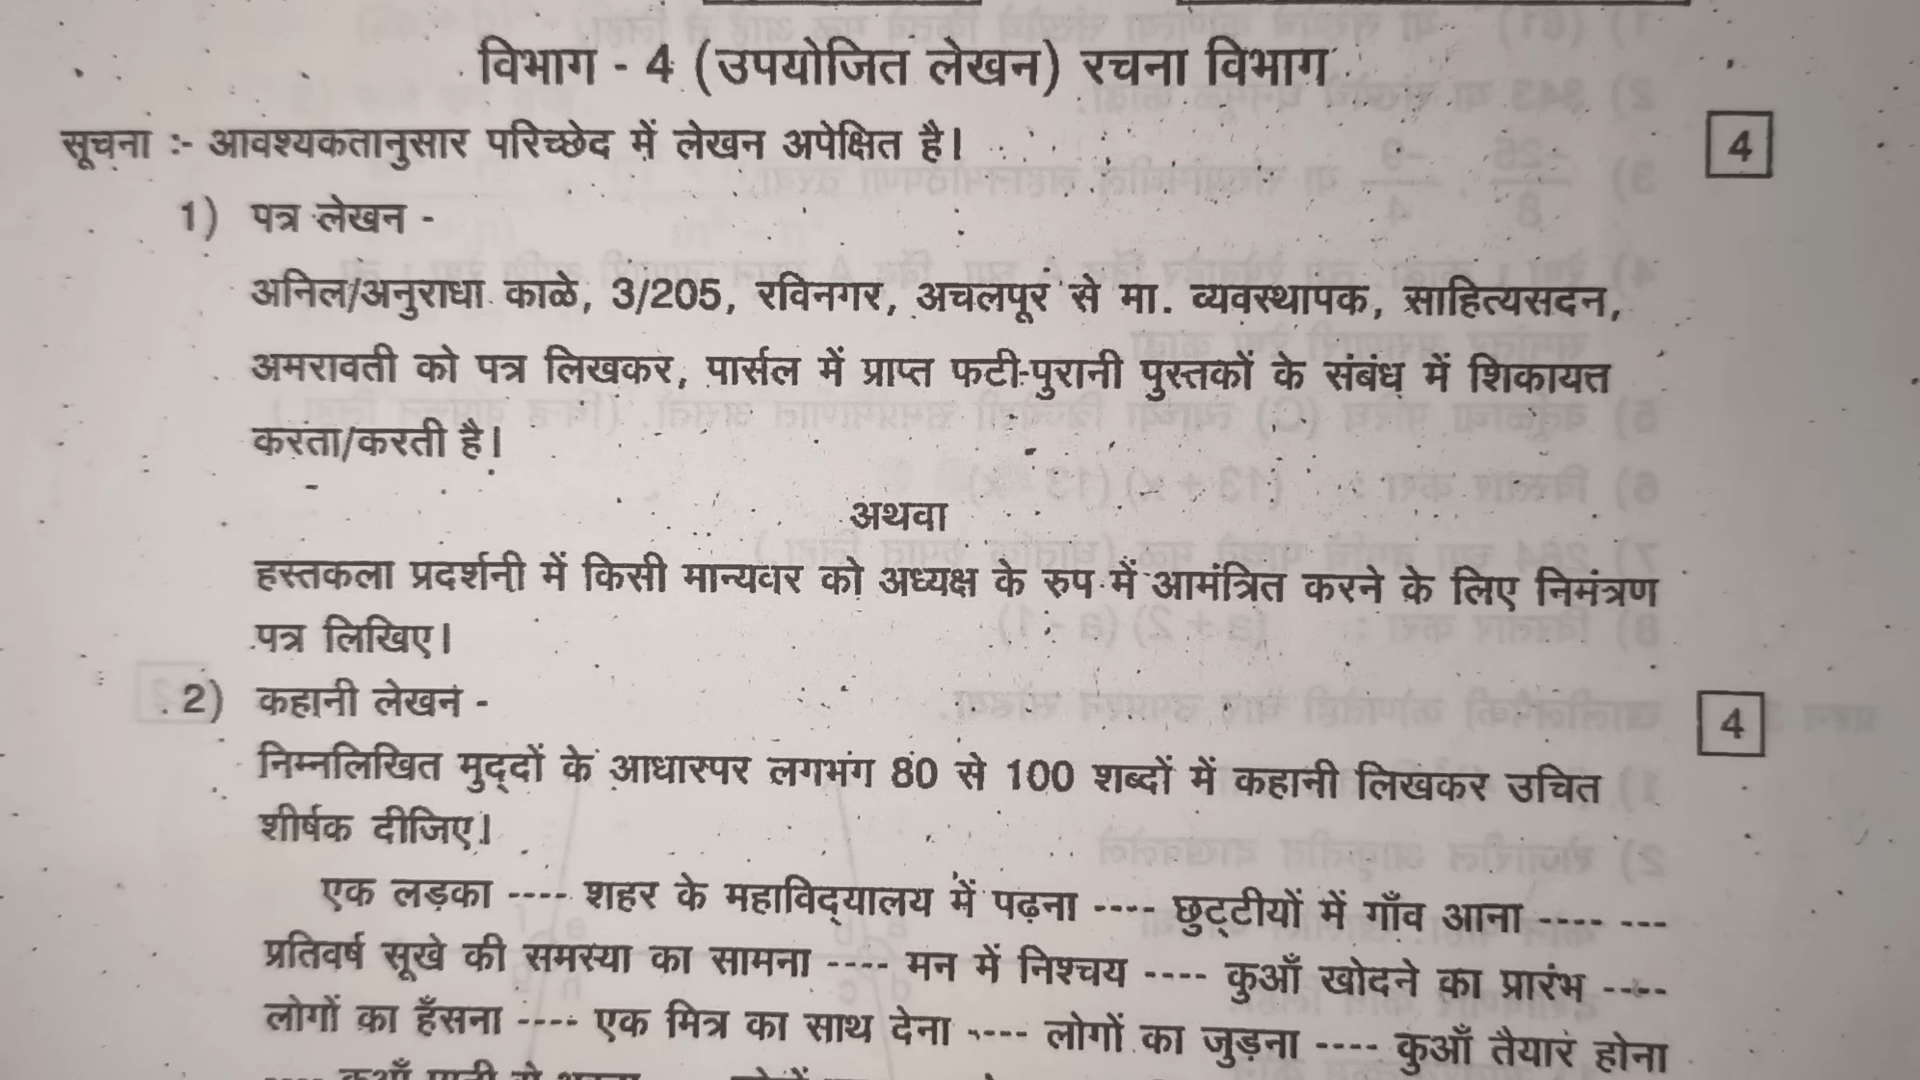 विभाग - 4 (उपयोजित लेखन) रचना विभाग
सूचना :- आवश्यकतानुसार परिच्छेद में लेखन अपेक्षित है। 4
1) पत्र लेखन -
अनिल/अनुराधा काळे, 3/205, रविनगर, अचलपूर से मा. व्यवस्थापक, साहित्यसदन,
अमरावती को पत्र लिखकर, पार्सल में प्राप्त फटी-पुरानी पुस्तकों के संबंध में शिकायत
करता/करती है।
अथवा
हस्तकला प्रदर्शनी में किसी मान्यवर को अध्यक्ष के रुप में आमंत्रित करने के लिए निमंत्रण
पत्र लिखिए।
2) कहानी लेखन - 4
निम्नलिखित मुद्दों के आधारपर लगभग 80 से 100 शब्दों में कहानी लिखकर उचित
शीर्षक दीजिए।
एक लड़का ---- शहर के महाविद्यालय में पढ़ना ---- छुट्टीयों में गाँव आना ---- ---
प्रतिवर्ष सूखे की समस्या का सामना ---- मन में निश्चय ---- कुआँ खोदने का प्रारंभ ----
लोगों का हँसना ---- एक मित्र का साथ देना ---- लोगों का जुड़ना ---- कुआँ तैयार होना